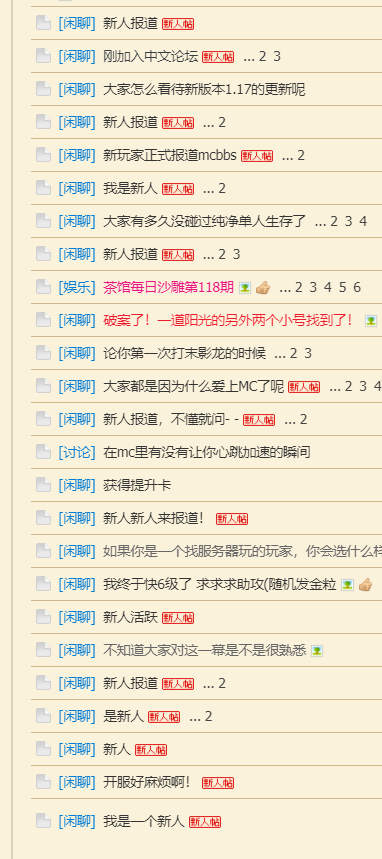 [闲聊] 新人报道 新人帖
[闲聊] 刚加入中文论坛 新人帖 ... 2 3
[闲聊] 大家怎么看待新版本1.17的更新呢
[闲聊] 新人报道 新人帖 ... 2
[闲聊] 新玩家正式报道mcbbs 新人帖 ... 2
[闲聊] 我是新人 新人帖 ... 2
[闲聊] 大家有多久没碰过纯净单人生存了 ... 2 3 4
[闲聊] 新人报道 新人帖 ... 2 3
[娱乐] 茶馆每日沙雕第118期 ... 2 3 4 5 6
[闲聊] 破案了！一道阳光的另外两个小号找到了！
[闲聊] 论你第一次打末影龙的时候 ... 2 3
[闲聊] 大家都是因为什么爱上MC了呢 新人帖 ... 2 3 4
[闲聊] 新人报道，不懂就问- - 新人帖 ... 2
[讨论] 在mc里有没有让你心跳加速的瞬间
[闲聊] 获得提升卡
[闲聊] 新人新人来报道！ 新人帖
[闲聊] 如果你是一个找服务器玩的玩家，你会选什么样
[闲聊] 我终于快6级了 求求求助攻(随机发金粒
[闲聊] 新人活跃 新人帖
[闲聊] 不知道大家对这一幕是不是很熟悉
[闲聊] 新人报道 新人帖 ... 2
[闲聊] 是新人 新人帖 ... 2
[闲聊] 新人 新人帖
[闲聊] 开服好麻烦啊！ 新人帖
[闲聊] 我是一个新人 新人帖